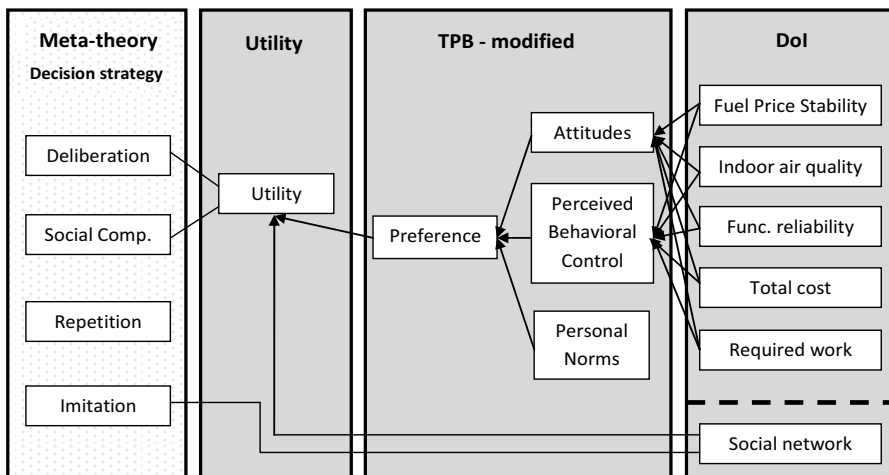 Meta-theory
Decision strategy
Deliberation
Social Comp.
Repetition
Imitation
Utility
Utility
TPB - modified
Preference
Attitudes
Perceived
Behavioral
Control
Personal
Norms
DoI
Fuel Price Stability
Indoor air quality
Func. reliability
Total cost
Required work
Social network